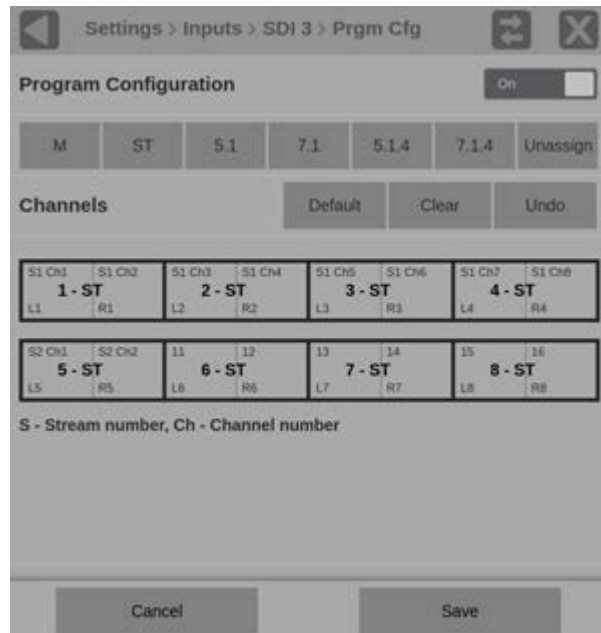 Settings > Inputs > SDI 3 > Prgm Cfg
Program Configuration On
M ST 5.1 7.1 5.1.4 7.1.4 Unassign
Channels Default Clear Undo
S1 Ch1 S1 Ch2 S1 Ch3 S1 Ch4 S1 Ch5 S1 Ch6 S1 Ch7 S1 Ch8
1 - ST 2 - ST 3 - ST 4 - ST
L1 R1 L2 R2 L3 R3 L4 R4
S2 Ch1 S2 Ch2 11 12 13 14 15 16
5 - ST 6 - ST 7 - ST 8 - ST
L5 R5 L6 R6 L7 R7 L8 R8
S - Stream number, Ch - Channel number
Cancel Save